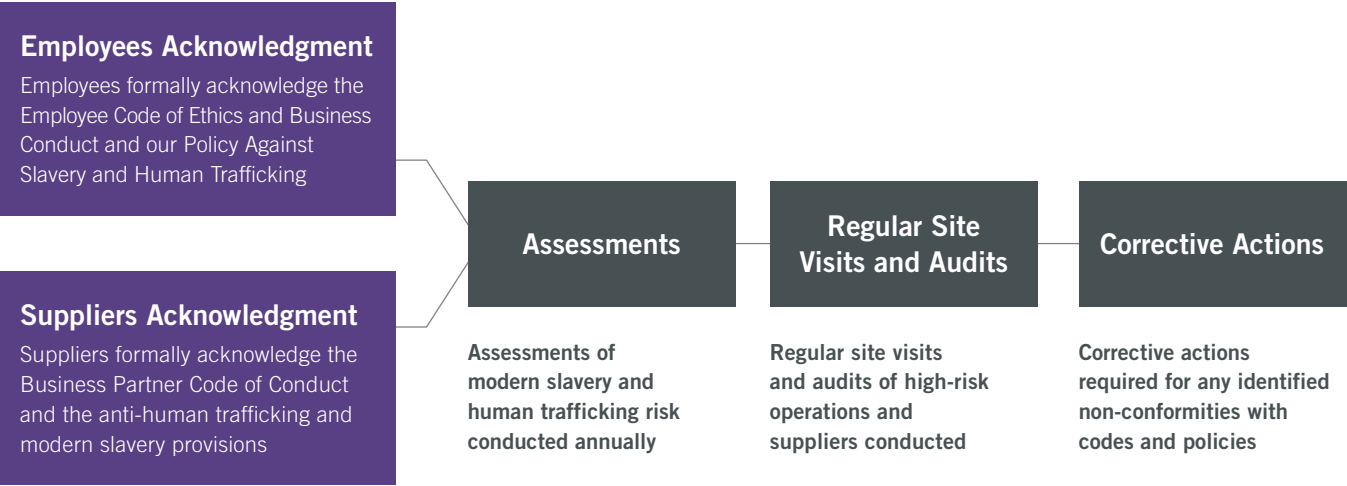 Employees Acknowledgment
Employees formally acknowledge the
Employee Code of Ethics and Business
Conduct and our Policy Against
Slavery and Human Trafficking
Suppliers Acknowledgment
Suppliers formally acknowledge the
Business Partner Code of Conduct
and the anti-human trafficking and
modern slavery provisions
Assessments
Assessments of
modern slavery and
human trafficking risk
conducted annually
Regular Site
Visits and Audits
Regular site visits
and audits of high-risk
operations and
suppliers conducted
Corrective Actions
Corrective actions
required for any identified
non-conformities with
codes and policies